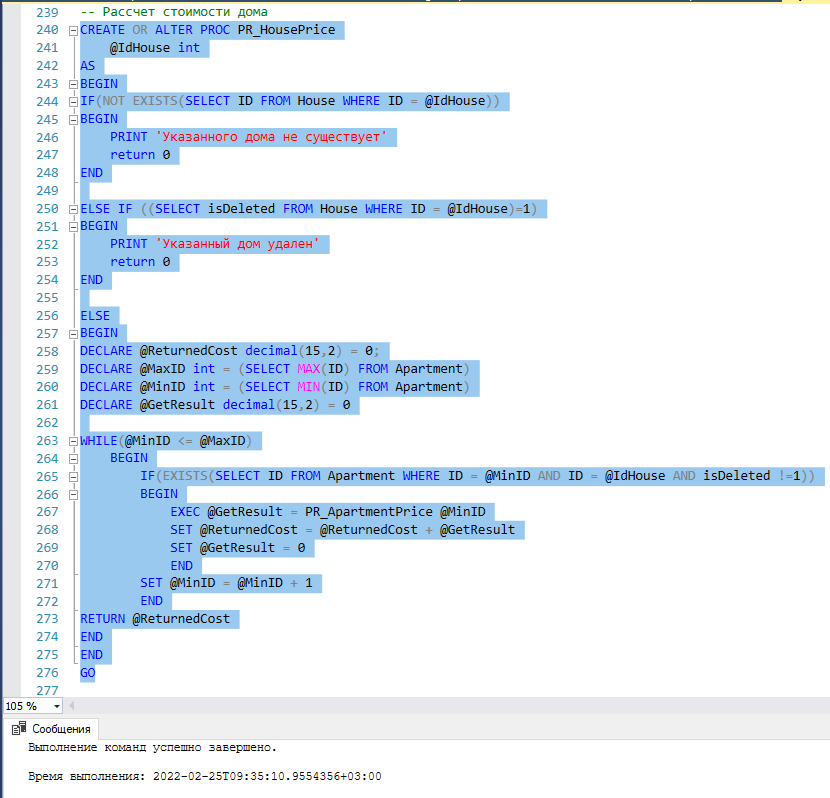 239 -- Рассчет стоимости дома
240 CREATE OR ALTER PROC PR_HousePrice
241     @IdHouse int
242 AS
243 BEGIN
244 IF(NOT EXISTS(SELECT ID FROM House WHERE ID = @IdHouse))
245 BEGIN
246     PRINT 'Указанного дома не существует'
247     return 0
248 END
249
250 ELSE IF ((SELECT isDeleted FROM House WHERE ID = @IdHouse)=1)
251 BEGIN
252     PRINT 'Указанный дом удален'
253     return 0
254 END
255
256 ELSE
257 BEGIN
258 DECLARE @ReturnedCost decimal(15,2) = 0;
259 DECLARE @MaxID int = (SELECT MAX(ID) FROM Apartment)
260 DECLARE @MinID int = (SELECT MIN(ID) FROM Apartment)
261 DECLARE @GetResult decimal(15,2) = 0
262
263 WHILE(@MinID <= @MaxID)
264     BEGIN
265         IF(EXISTS(SELECT ID FROM Apartment WHERE ID = @MinID AND ID = @IdHouse AND isDeleted !=1))
266         BEGIN
267             EXEC @GetResult = PR_ApartmentPrice @MinID
268             SET @ReturnedCost = @ReturnedCost + @GetResult
269             SET @GetResult = 0
270             END
271         SET @MinID = @MinID + 1
272         END
273 RETURN @ReturnedCost
274 END
275 END
276 GO
277
105 %
Сообщения
Выполнение команд успешно завершено.
Время выполнения: 2022-02-25T09:35:10.9554356+03:00